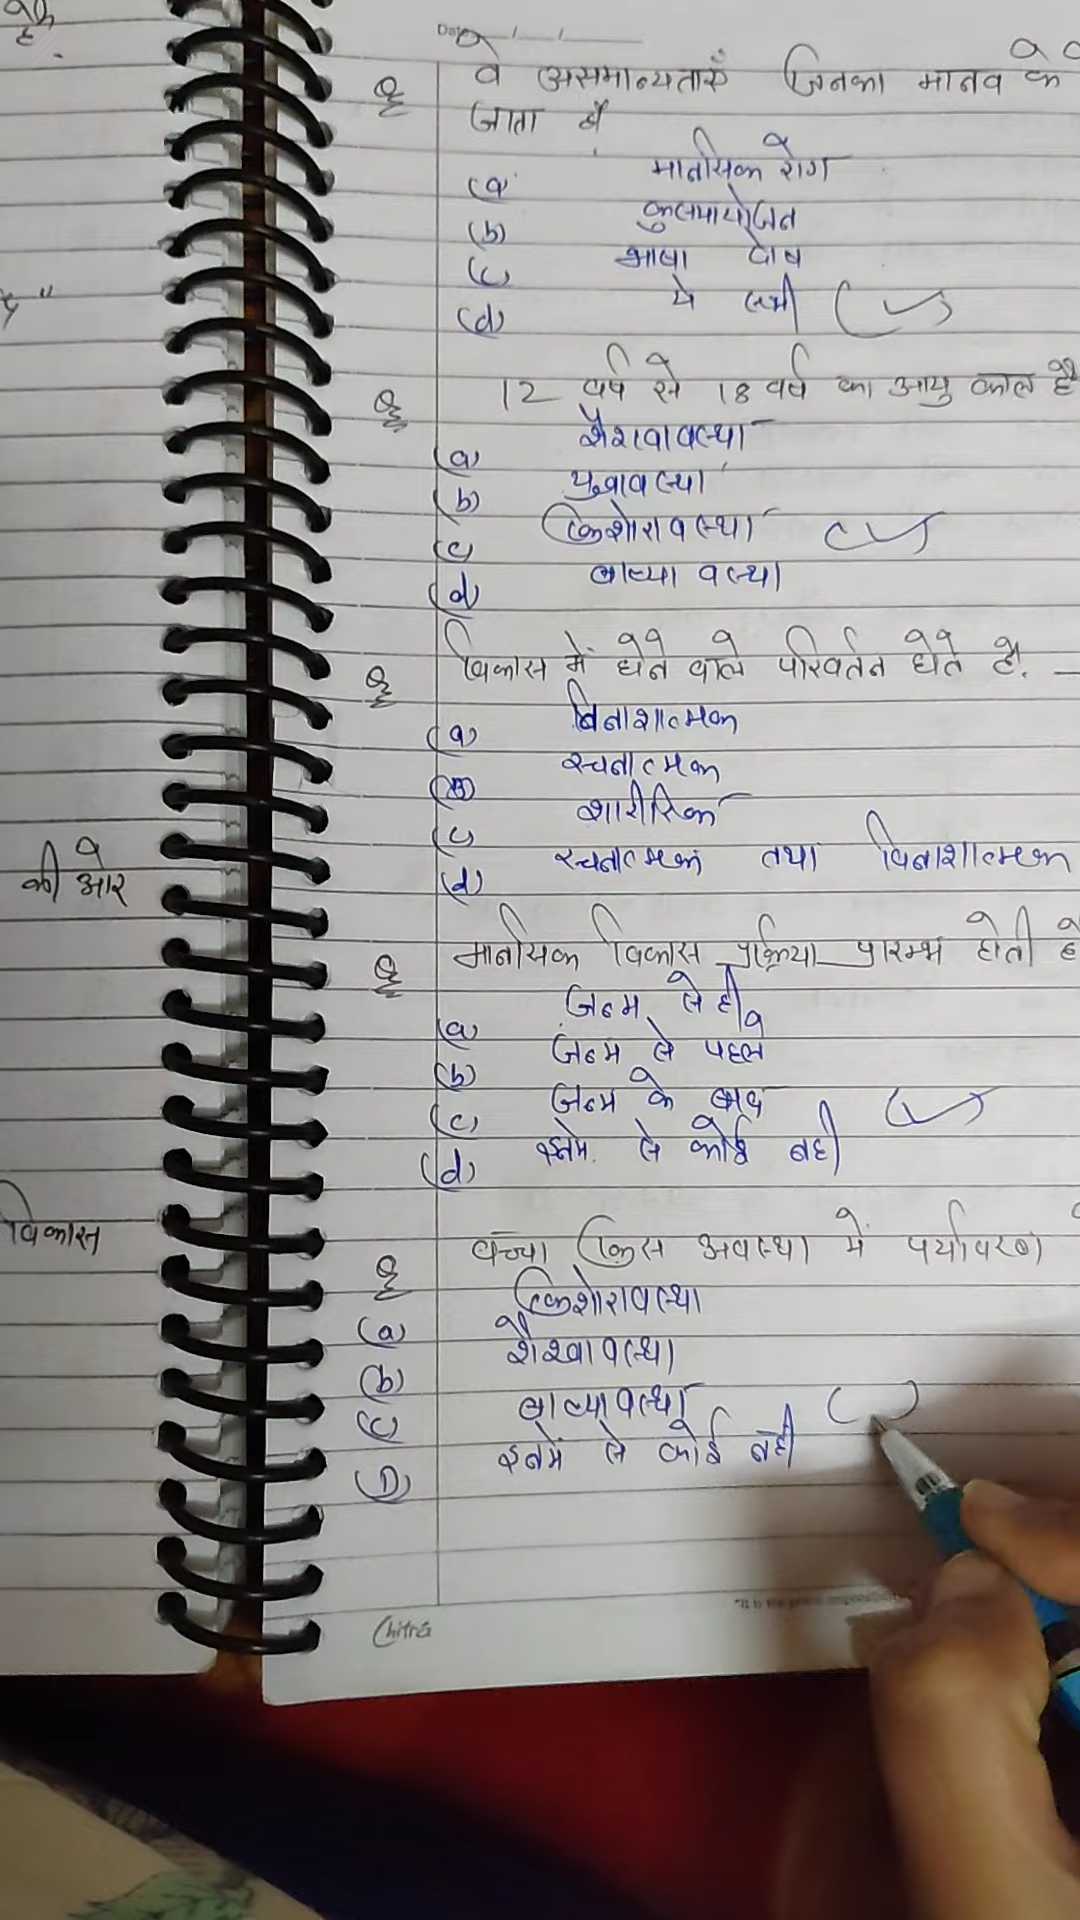 की ओर
विकास
Date / /
वे असमान्यताएँ जिनका मानव के
जाता है
(a) मानसिक रोग
(b) कुसमायोजन
(c) भाषा दोष
(d) ये सभी
12 वर्ष से 18 वर्ष का आयु काल है
(a) शैशवावस्था
(b) युवावस्था
(c) किशोरावस्था
(d) बाल्यावस्था
विकास में होने वाले परिवर्तन होते है.
(a) विनाशात्मक
(b) रचनात्मक
(c) शारीरिक
(d) रचनात्मक तथा विनाशात्मक
मानसिक विकास प्रक्रिया प्रारम्भ होती है
(a) जन्म से ही
(b) जन्म से पहले
(c) जन्म के बाद
(d) इनमे से कोई नही
बच्चा किस अवस्था में पर्यावरण
(a) किशोरावस्था
(b) शैशवावस्था
(c) बाल्यावस्था
(D) इनमें से कोई नही
Chitra